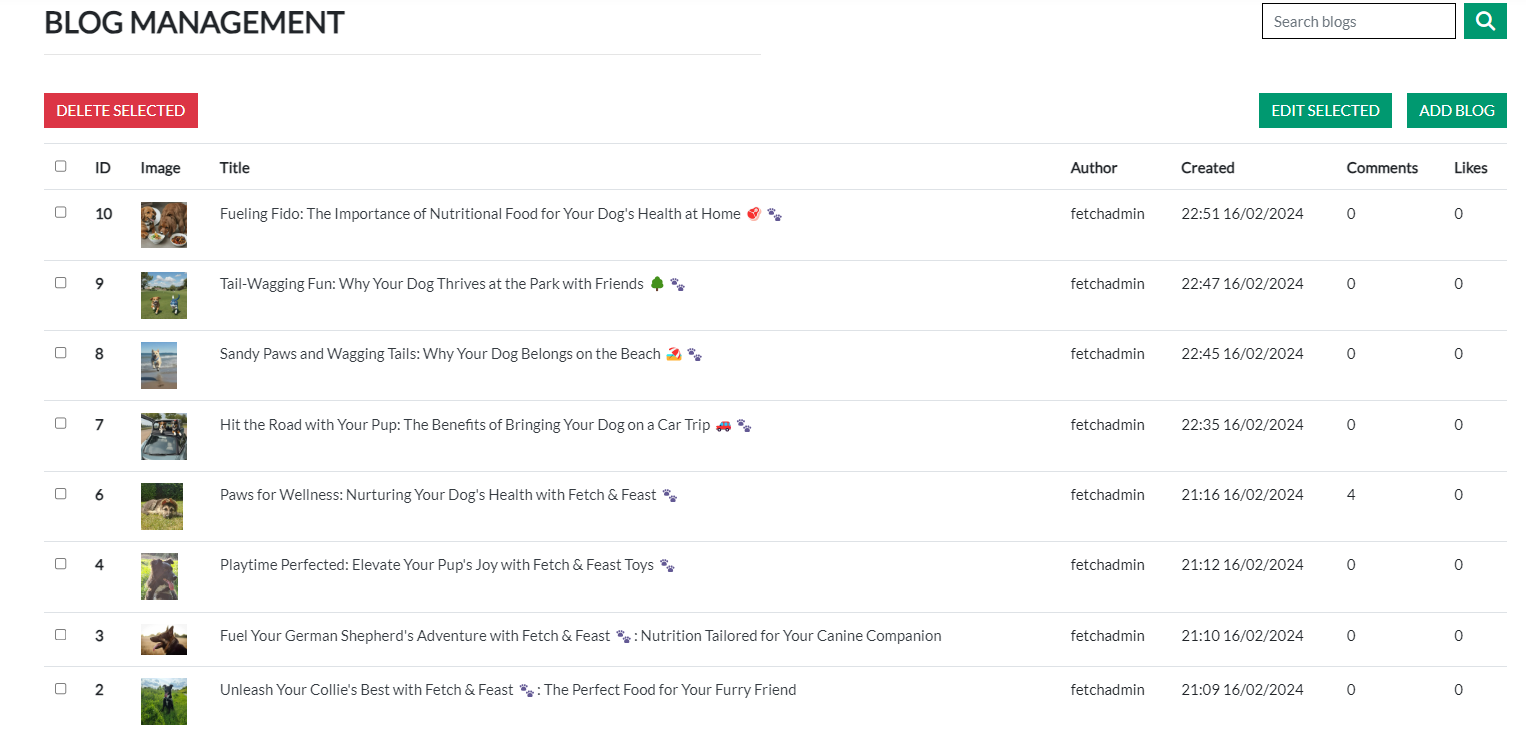 BLOG MANAGEMENT
Search blogs
DELETE SELECTED
EDIT SELECTED
ADD BLOG
ID Image Title Author Created Comments Likes
10 Fueling Fido: The Importance of Nutritional Food for Your Dog's Health at Home 🥩 🐾 fetchadmin 22:51 16/02/2024 0 0
9 Tail-Wagging Fun: Why Your Dog Thrives at the Park with Friends 🌳 🐾 fetchadmin 22:47 16/02/2024 0 0
8 Sandy Paws and Wagging Tails: Why Your Dog Belongs on the Beach 🏖️ 🐾 fetchadmin 22:45 16/02/2024 0 0
7 Hit the Road with Your Pup: The Benefits of Bringing Your Dog on a Car Trip 🚗 🐾 fetchadmin 22:35 16/02/2024 0 0
6 Paws for Wellness: Nurturing Your Dog's Health with Fetch & Feast 🐾 fetchadmin 21:16 16/02/2024 4 0
4 Playtime Perfected: Elevate Your Pup's Joy with Fetch & Feast Toys 🐾 fetchadmin 21:12 16/02/2024 0 0
3 Fuel Your German Shepherd's Adventure with Fetch & Feast 🐾: Nutrition Tailored for Your Canine Companion fetchadmin 21:10 16/02/2024 0 0
2 Unleash Your Collie's Best with Fetch & Feast 🐾: The Perfect Food for Your Furry Friend fetchadmin 21:09 16/02/2024 0 0